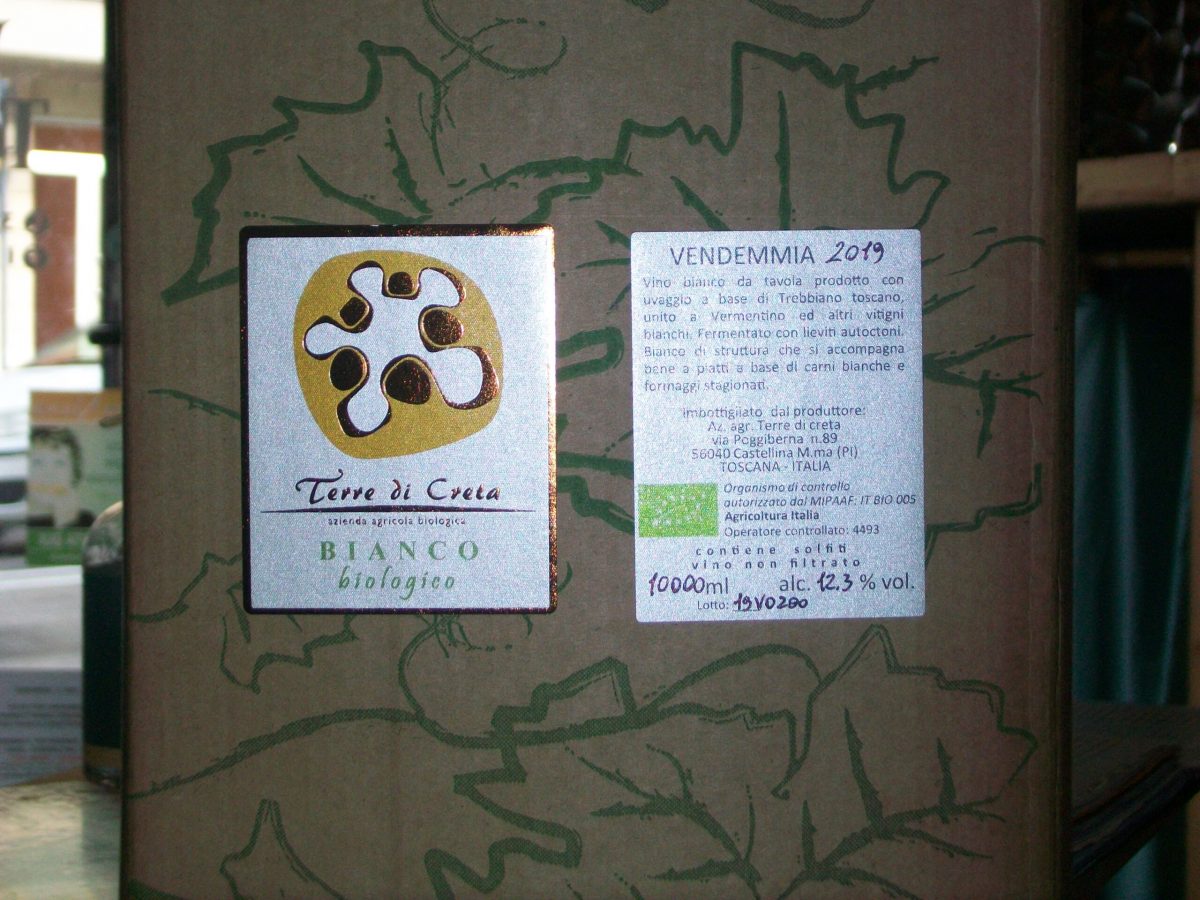 Terre di Creta
azienda agricola biologica
BIANCO
biologico
VENDEMMIA 2019
Vino bianco da tavola prodotto con
uvaggio a base di Trebbiano toscano,
unito a Vermentino ed altri vitigni
bianchi. Fermentato con lieviti autoctoni.
Bianco di struttura che si accompagna
bene a piatti a base di carni bianche e
formaggi stagionati.
Imbottigliato dal produttore:
Az. agr. Terre di creta
via Poggiberna n.89
56040 Castellina M.ma (PI)
TOSCANA - ITALIA
Organismo di controllo
autorizzato dal MIPAAF: IT BIO 005
Agricoltura Italia
Operatore controllato: 4493
contiene solfiti
vino non filtrato
10000ml alc. 12.3 % vol.
Lotto: 19V0200